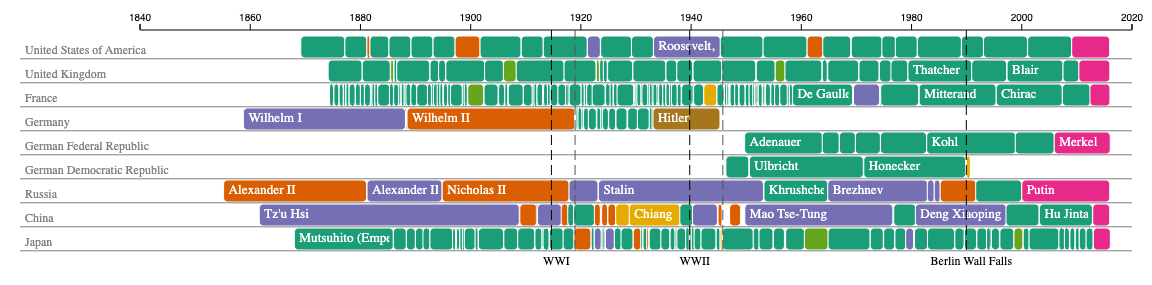 1840 1860 1880 1900 1920 1940 1960 1980 2000 2020
United States of America Roosevelt,
United Kingdom Thatcher Blair
France De Gaulle Mitterand Chirac
Germany Wilhelm I Wilhelm II Hitler
German Federal Republic Adenauer Kohl Merkel
German Democratic Republic Ulbricht Honecker
Russia Alexander II Alexander II Nicholas II Stalin Khrushche Brezhnev Putin
China Tz'u Hsi Chiang Mao Tse-Tung Deng Xiaoping Hu Jinta
Japan Mutsuhito (Empe
WWI WWII Berlin Wall Falls